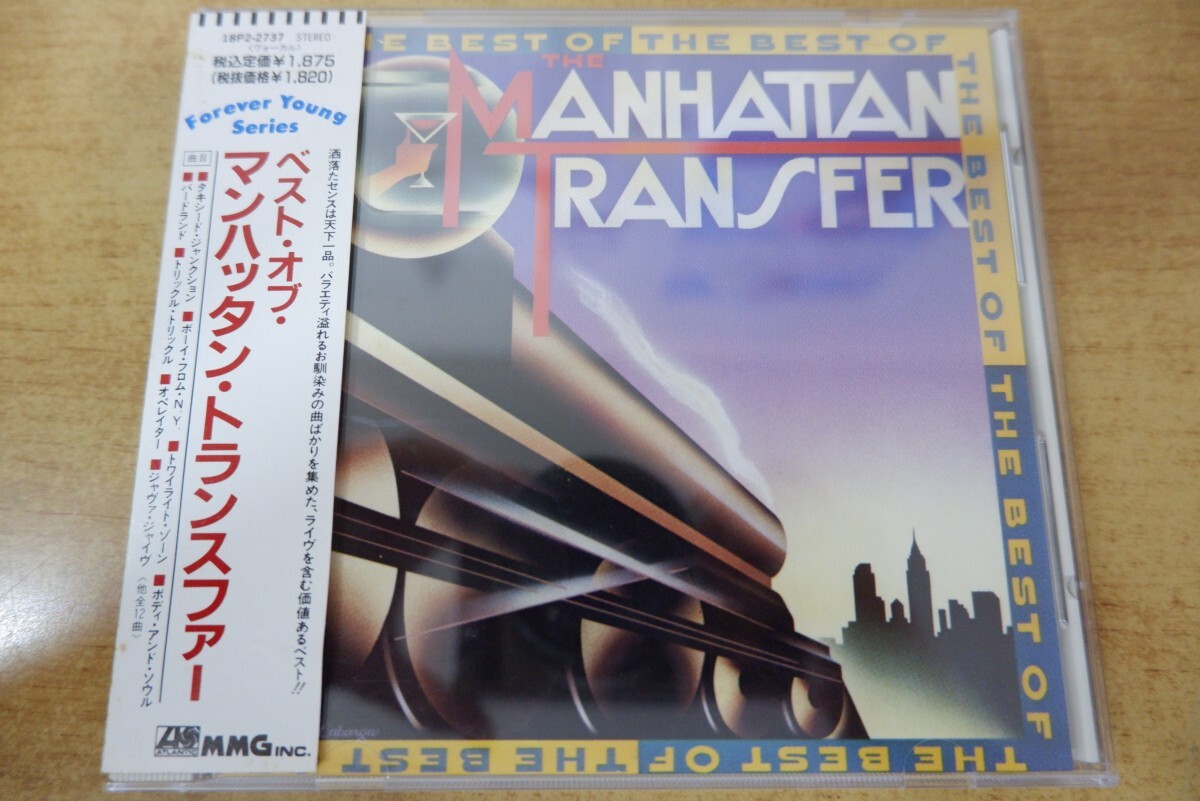 18P2-2737 STEREO
〈ヴォーカル〉
税込定価¥1,875
(税抜価格¥1,820)
Forever Young
Series
洒落たセンスは天下一品。バラエティ溢れるお馴染みの曲ばかりを集めた、ライヴを含む価値あるベスト!!
ベスト・オブ・
マンハッタン・トランスファー
曲目
■タキシード・ジャンクション ■ボーイ・フロム・N.Y. ■トワイライト・ゾーン ■ボディ・アンド・ソウル
■バードランド ■トリックル・トリックル ■オペレイター ■ジャヴァ・ジャイヴ 〈他全12曲〉
ATLANTIC
MMG INC.
THE BEST OF THE BEST OF
THE
MANHATTAN
TRANSFER
THE BEST OF THE BEST OF
THE BEST OF THE BEST